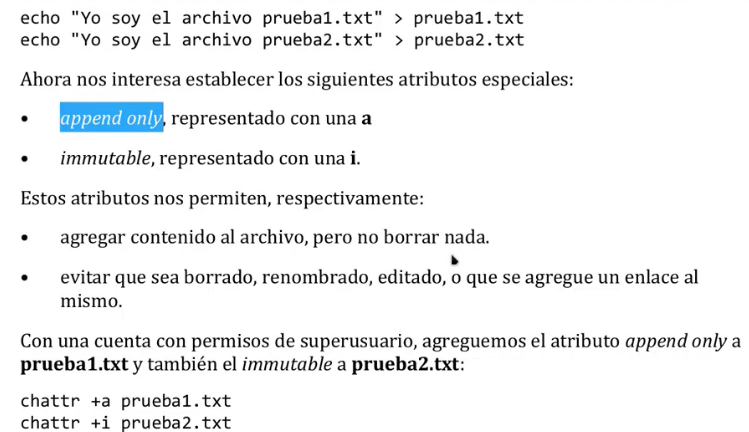 echo "Yo soy el archivo prueba1.txt" > prueba1.txt
echo "Yo soy el archivo prueba2.txt" > prueba2.txt
Ahora nos interesa establecer los siguientes atributos especiales:
• append only, representado con una a
• immutable, representado con una i.
Estos atributos nos permiten, respectivamente:
• agregar contenido al archivo, pero no borrar nada.
• evitar que sea borrado, renombrado, editado, o que se agregue un enlace al
mismo.
Con una cuenta con permisos de superusuario, agreguemos el atributo append only a
prueba1.txt y también el immutable a prueba2.txt:
chattr +a prueba1.txt
chattr +i prueba2.txt